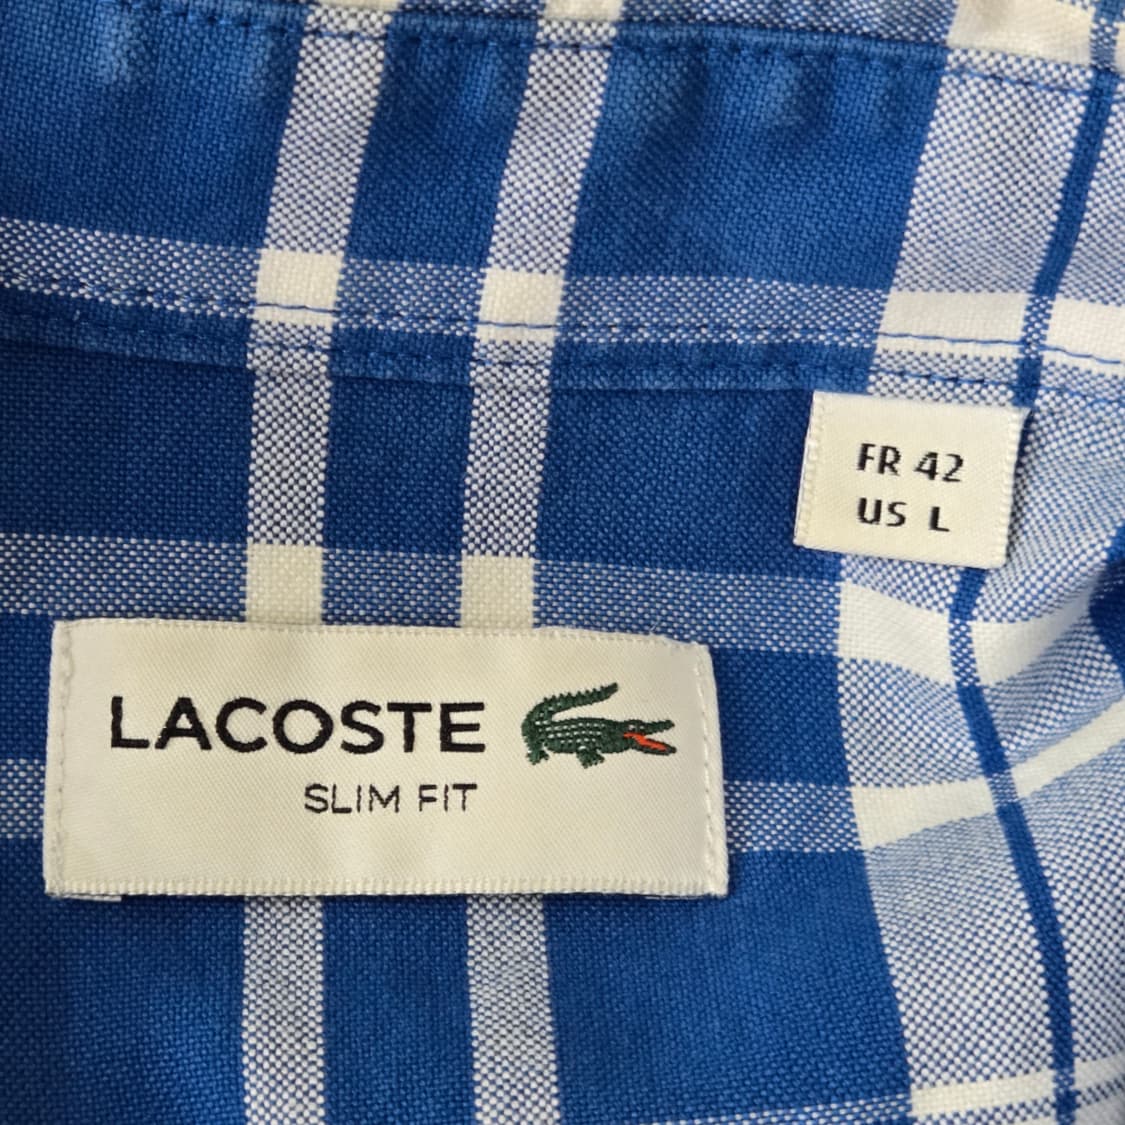 FR 42
US L
LACOSTE
SLIM FIT